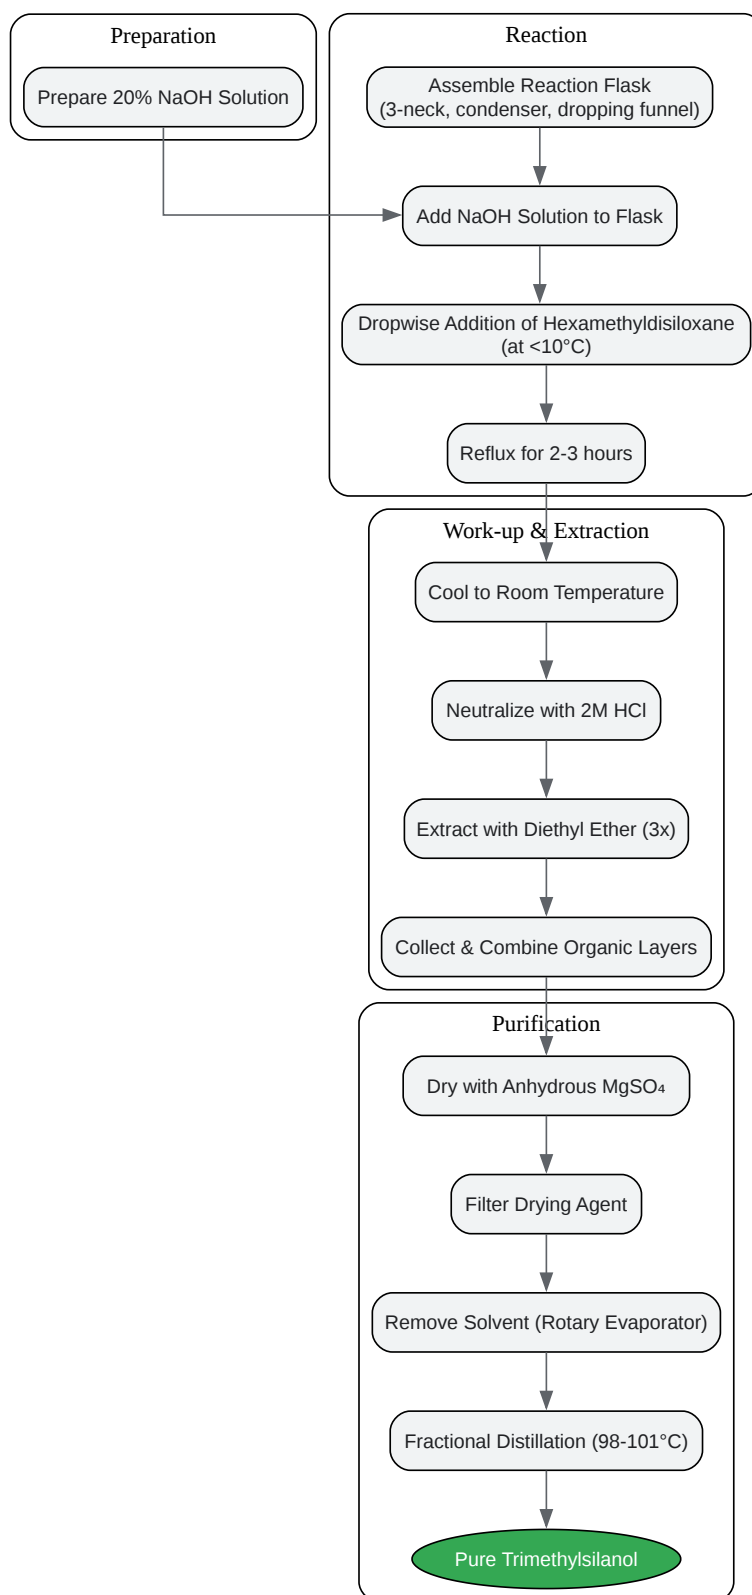 Preparation
Prepare 20% NaOH Solution
Reaction
Assemble Reaction Flask
(3-neck, condenser, dropping funnel)
Add NaOH Solution to Flask
Dropwise Addition of Hexamethyldisiloxane
(at <10°C)
Reflux for 2-3 hours
Work-up & Extraction
Cool to Room Temperature
Neutralize with 2M HCl
Extract with Diethyl Ether (3x)
Collect & Combine Organic Layers
Purification
Dry with Anhydrous MgSO₄
Filter Drying Agent
Remove Solvent (Rotary Evaporator)
Fractional Distillation (98-101°C)
Pure Trimethylsilanol